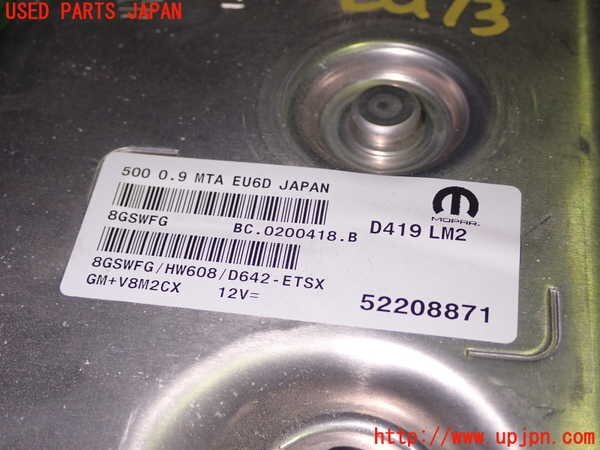 USED PARTS JAPAN
500 0.9 MTA EU6D JAPAN
8GSWFG BC.0200418.B
MOPAR
D419 LM2
8GSWFG/HW608/D642-ETSX
GM+V8M2CX 12V=
52208871
http://www.upjpn.com/